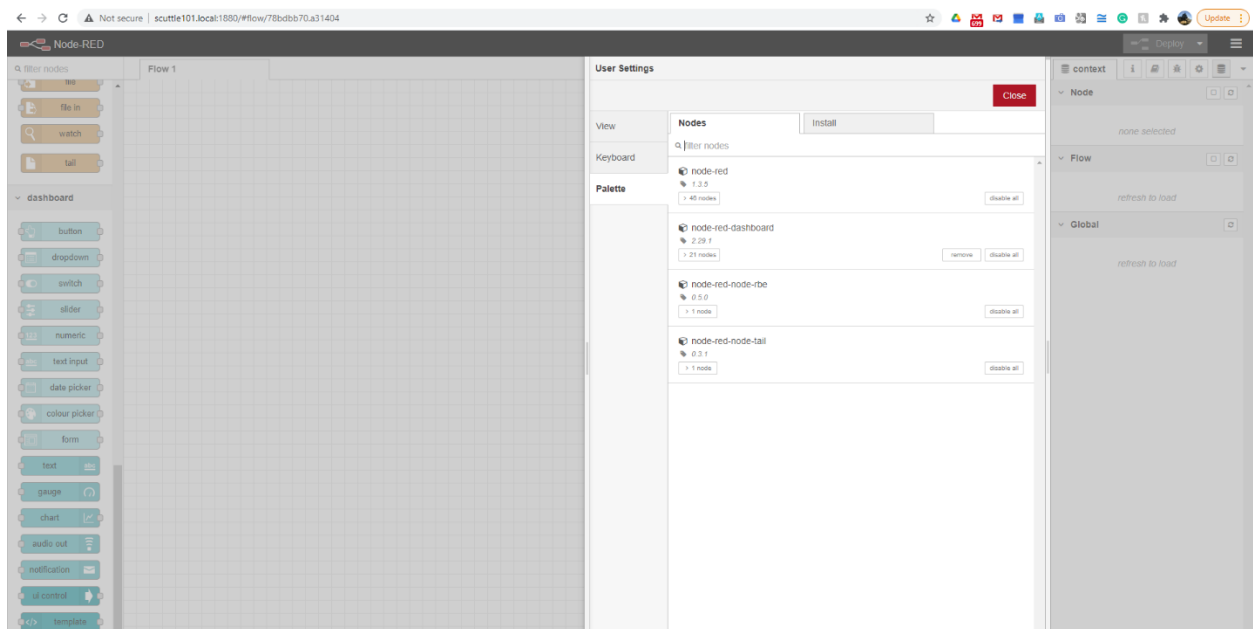 Not secure | scuttle101.local:1880/#flow/78bdbb70.a31404
Update
Node-RED
Deploy
filter nodes
Flow 1
file in
watch
tail
dashboard
button
dropdown
switch
slider
numeric
text input
date picker
colour picker
form
text
abc
gauge
chart
audio out
notification
ui control
template
User Settings
Close
View
Keyboard
Palette
Nodes
Install
filter nodes
node-red
1.3.5
> 40 nodes
disable all
node-red-dashboard
2.29.1
> 21 nodes
remove
disable all
node-red-node-rbe
0.5.0
> 1 node
disable all
node-red-node-tail
0.3.1
> 1 node
disable all
context
i
Node
none selected
Flow
refresh to load
Global
refresh to load